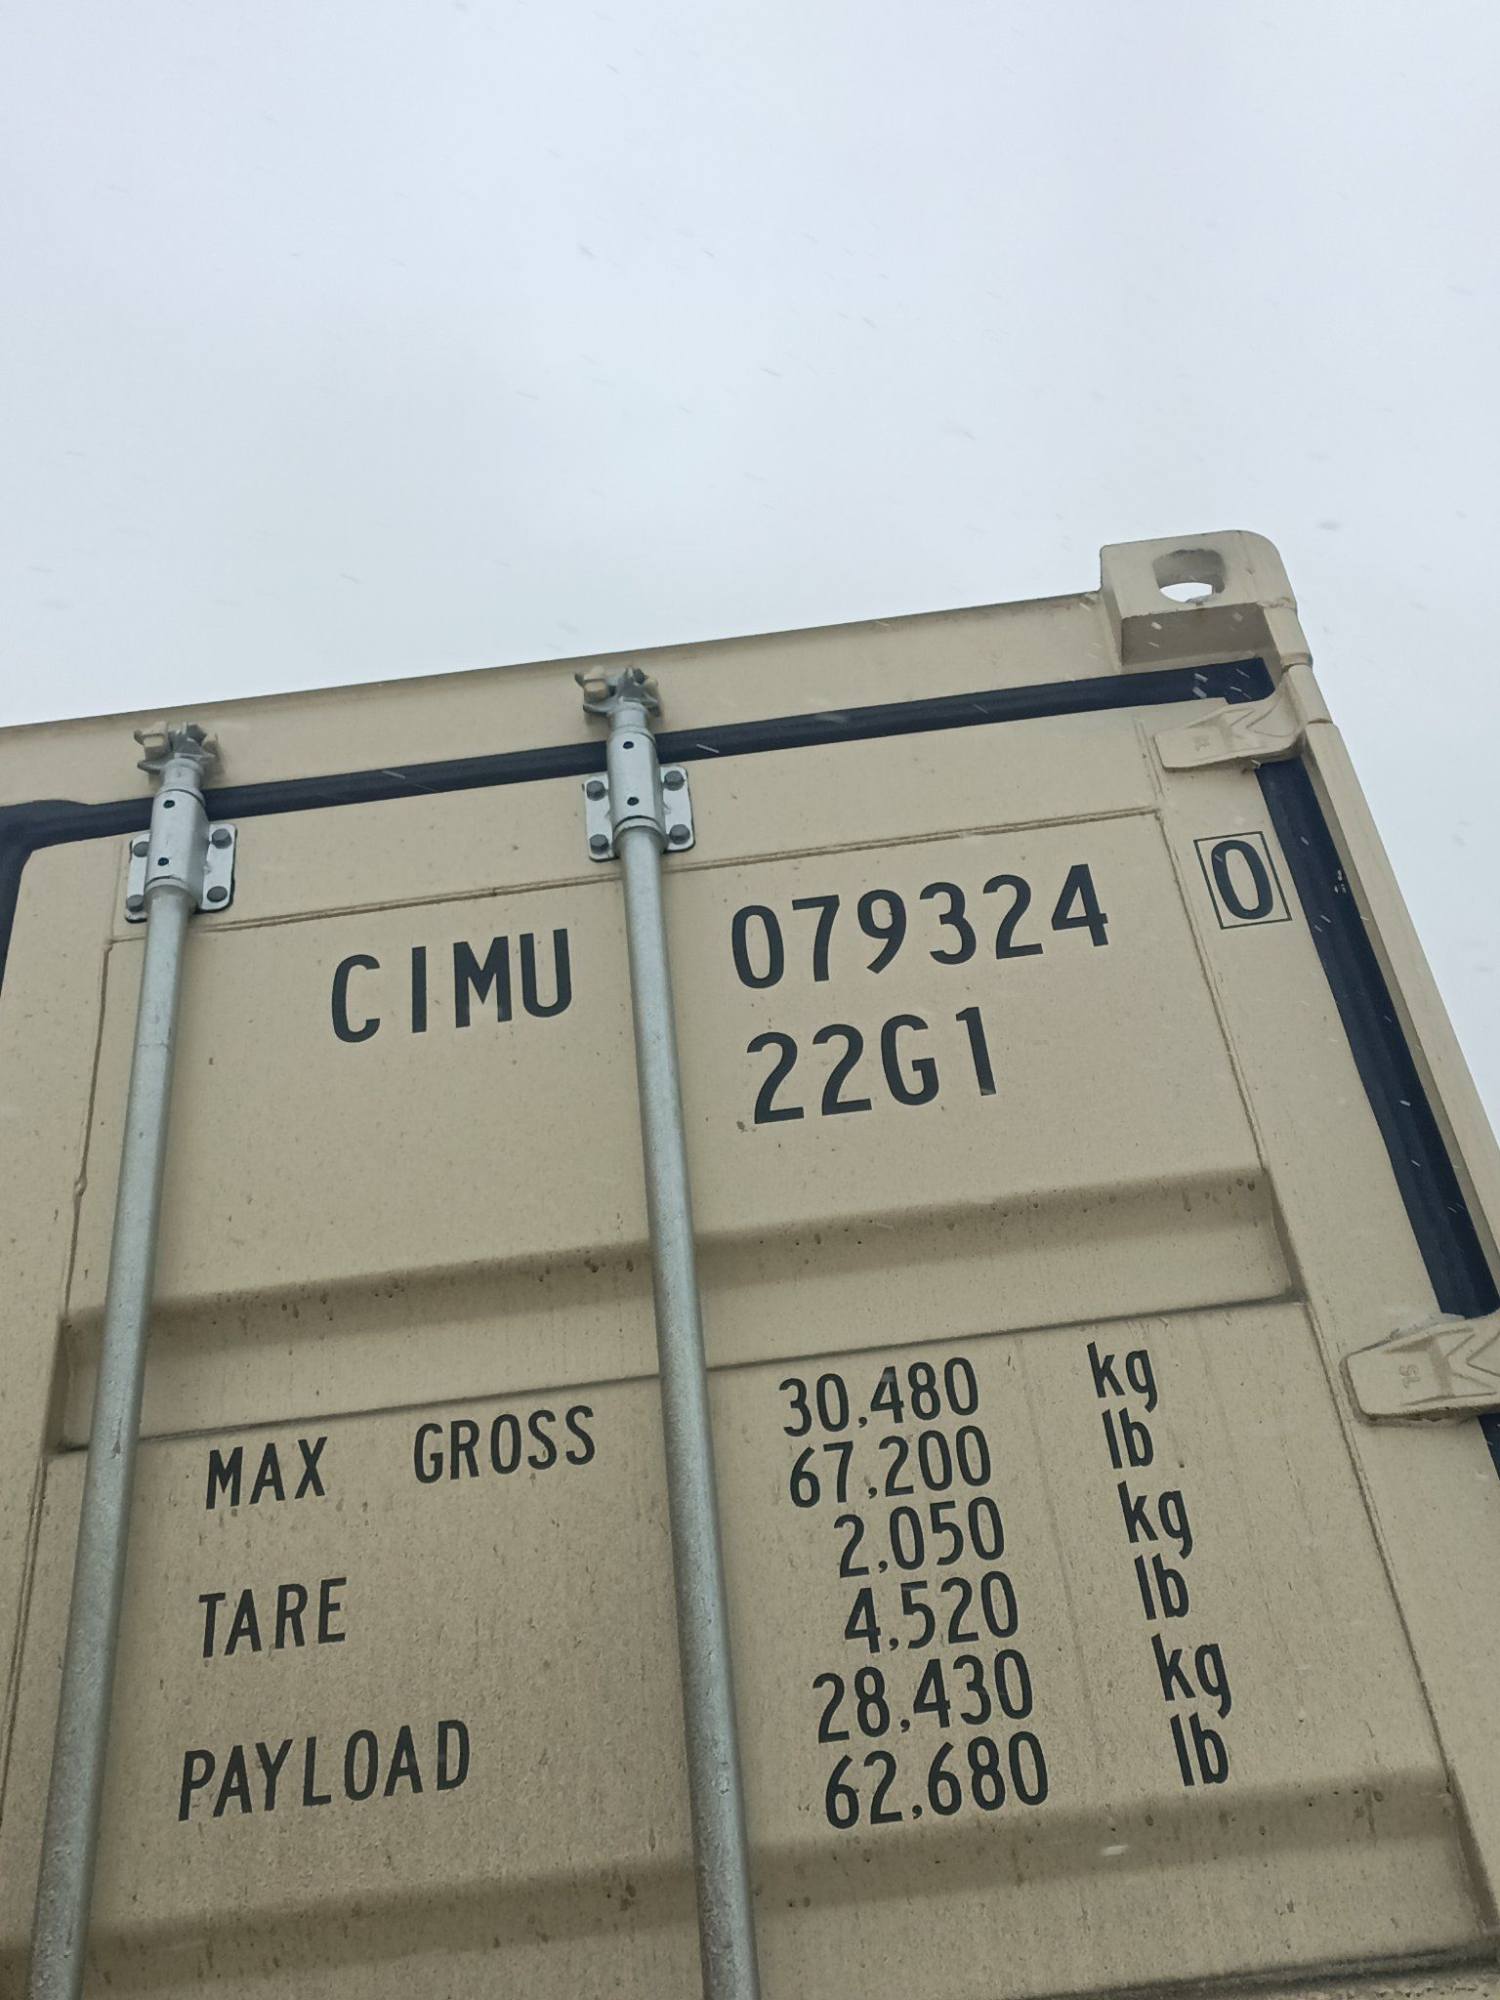 CIMU 079324 0
22G1
MAX GROSS 30.480 kg
67.200 lb
TARE 2.050 kg
4.520 lb
PAYLOAD 28.430 kg
62.680 lb